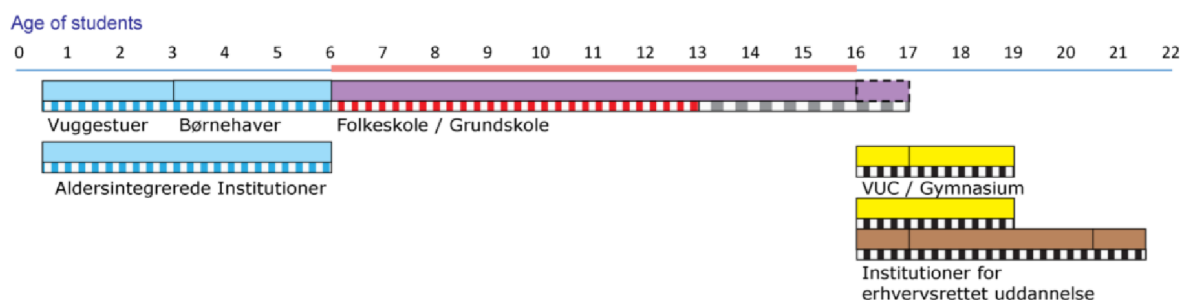 Age of students
0 1 2 3 4 5 6 7 8 9 10 11 12 13 14 15 16 17 18 19 20 21 22
Vuggestuer Børnehaver Folkeskole / Grundskole
Aldersintegrerede Institutioner
VUC / Gymnasium
Institutioner for
erhvervsrettet uddannelse